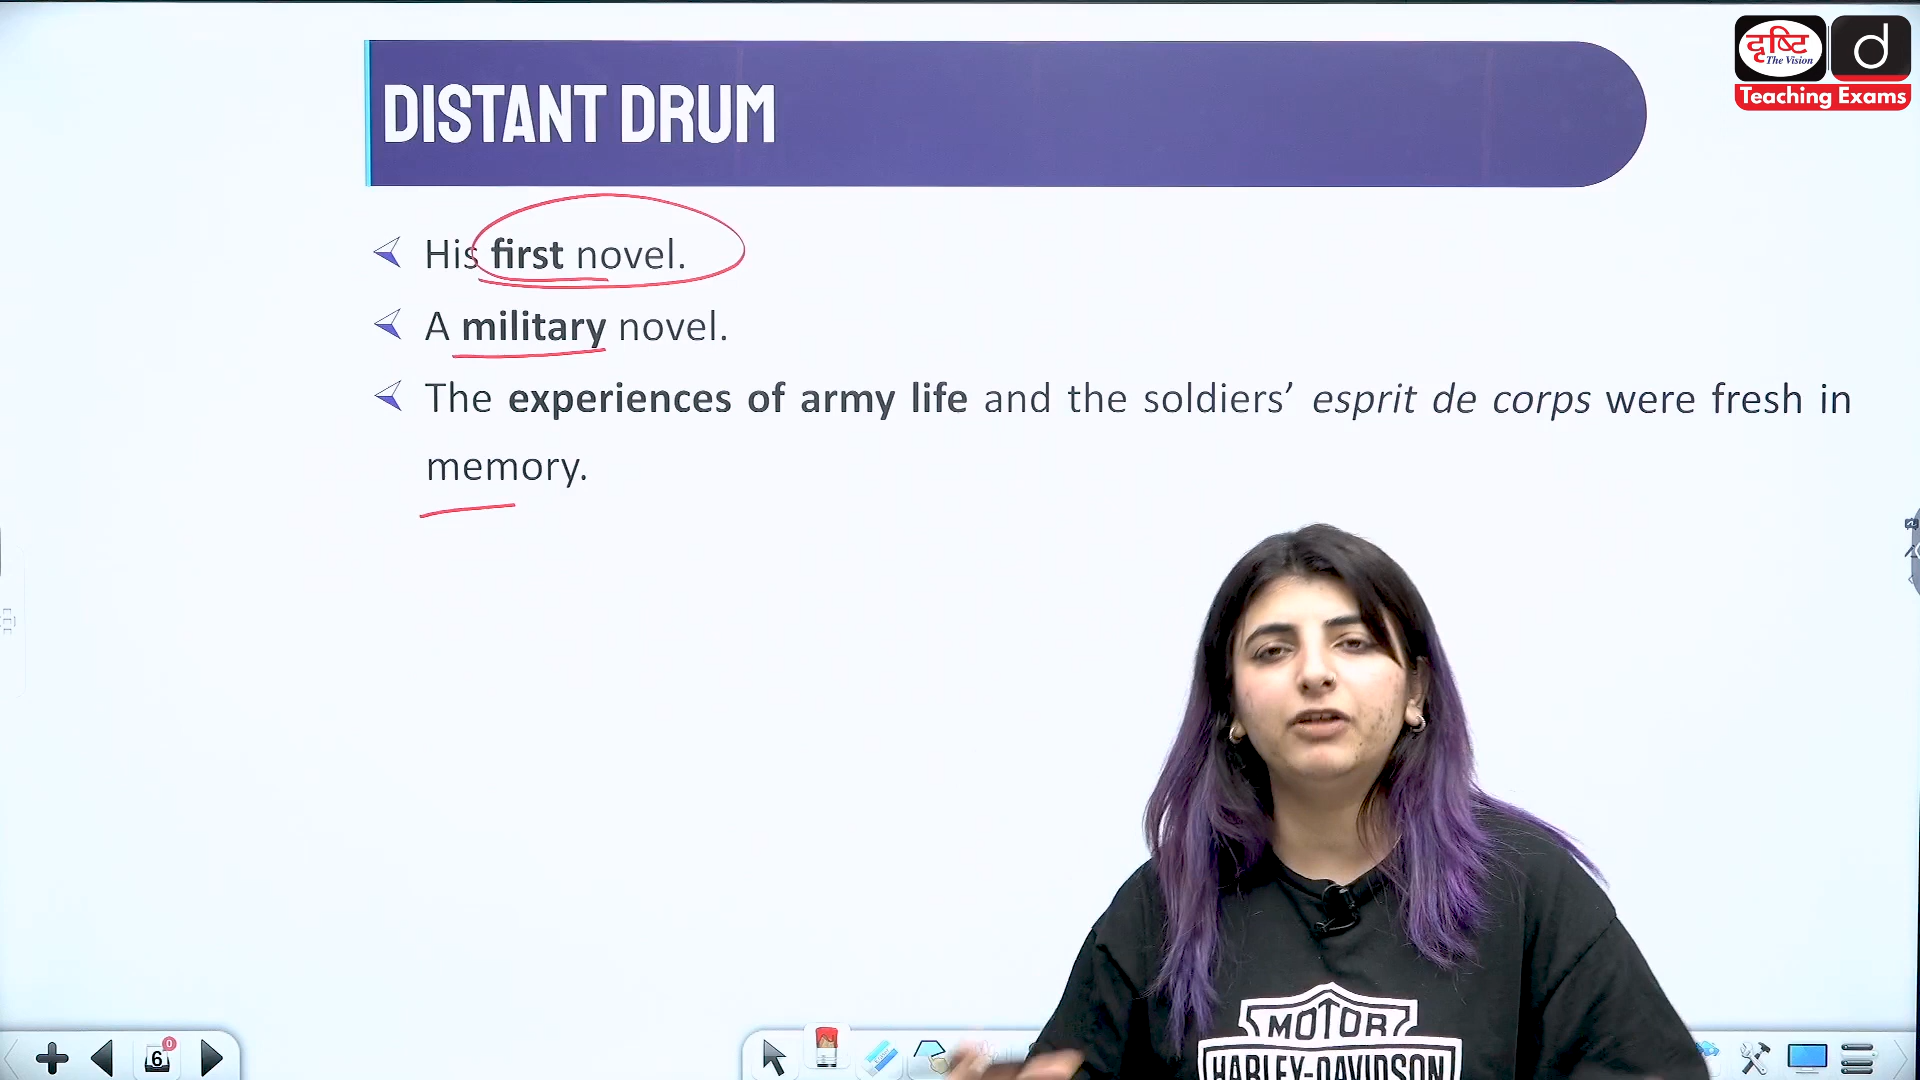 दृष्टि
The Vision
d
Teaching Exams
DISTANT DRUM
His first novel.
A military novel.
The experiences of army life and the soldiers’ esprit de corps were fresh in
memory.
MOTOR
HARLEY-DAVIDSON
6
0